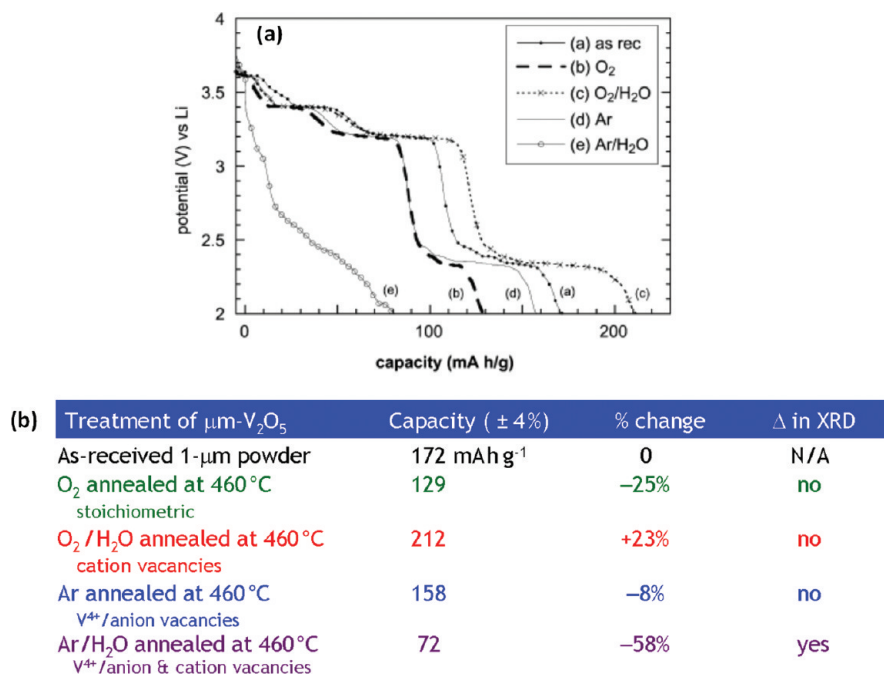 (a)
4
3.5
3
2.5
2
potential (V) vs Li
(a) as rec
(b) O₂
(c) O₂/H₂O
(d) Ar
(e) Ar/H₂O
(e) (b) (d) (a) (c)
0 100 200
capacity (mA h/g)
(b) Treatment of μm-V₂O₅ Capacity ( ± 4%) % change Δ in XRD
As-received 1-μm powder 172 mAh g⁻¹ 0 N/A
O₂ annealed at 460°C 129 –25% no
stoichiometric
O₂/H₂O annealed at 460°C 212 +23% no
cation vacancies
Ar annealed at 460°C 158 –8% no
V⁴⁺/anion vacancies
Ar/H₂O annealed at 460°C 72 –58% yes
V⁴⁺/anion & cation vacancies